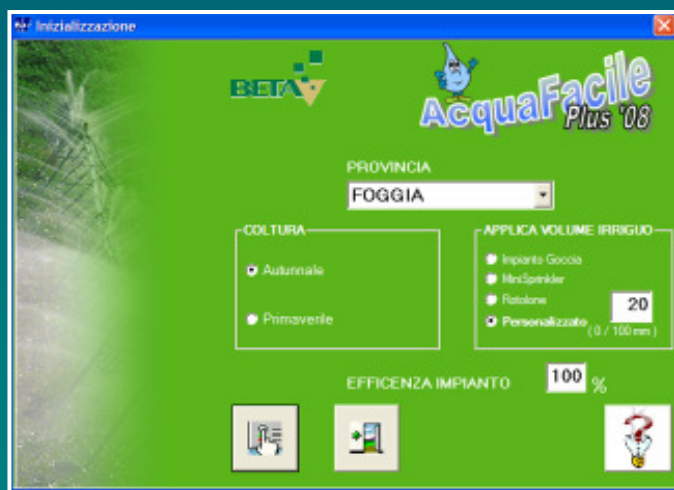 Inizializzazione
BETA
AcquaFacile
Plus '08
PROVINCIA
FOGGIA
COLTURA
Autunnale
Primaverile
APPLICA VOLUME IRRIGUO
Impianto Goccia
MiniSprinkler
Rotolone
Personalizzato
20
( 0 / 100 mm )
EFFICENZA IMPIANTO 100 %